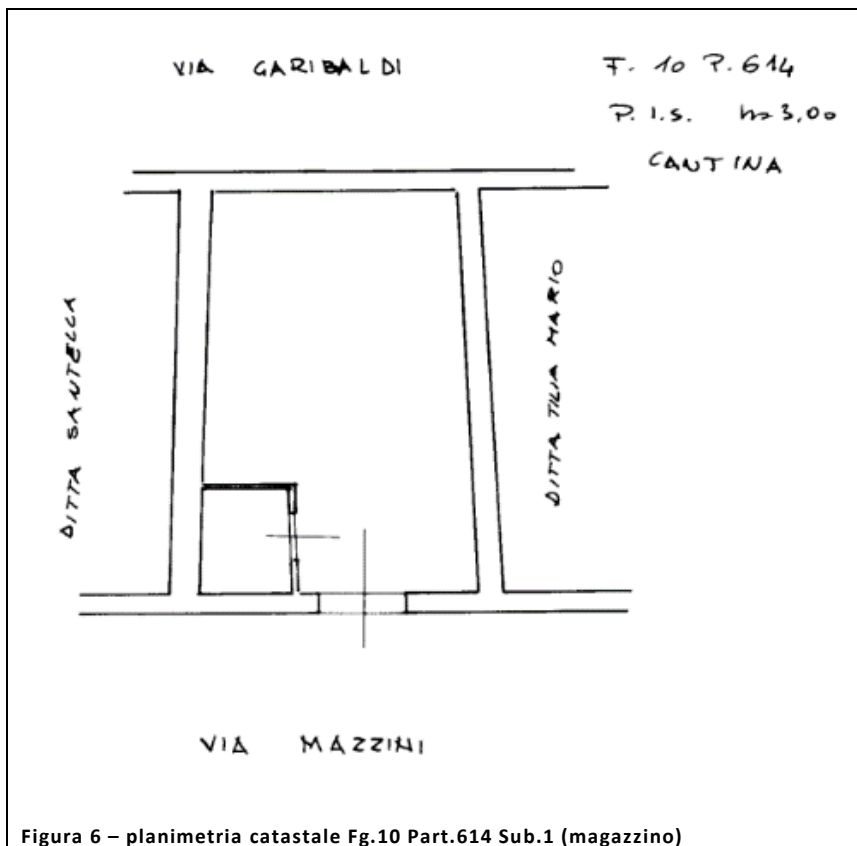 VIA GARIBALDI
F. 10 P. 614
P. I.S. h=3,00
CANTINA
DITTA SANTELLA
DITTA TILIA MARIO
VIA MAZZINI
Figura 6 – planimetria catastale Fg.10 Part.614 Sub.1 (magazzino)